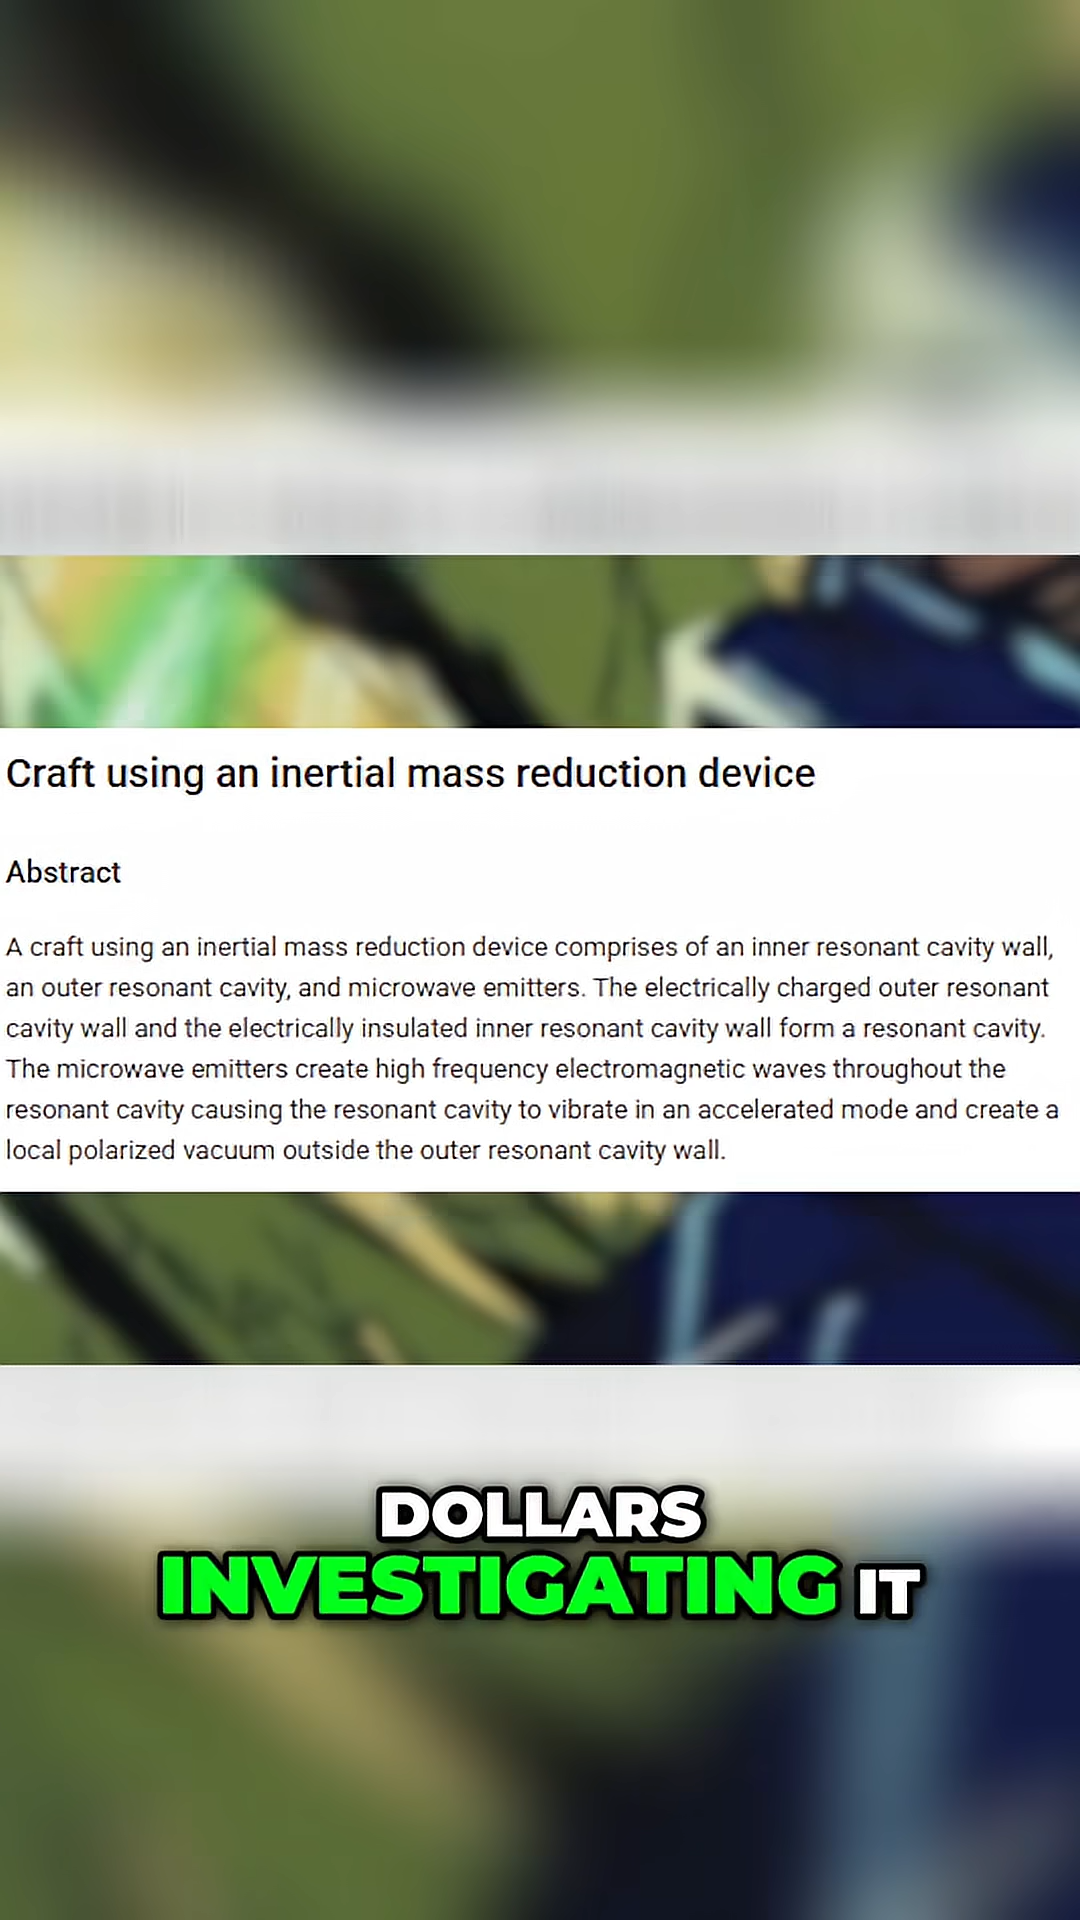 Craft using an inertial mass reduction device
Abstract
A craft using an inertial mass reduction device comprises of an inner resonant cavity wall,
an outer resonant cavity, and microwave emitters. The electrically charged outer resonant
cavity wall and the electrically insulated inner resonant cavity wall form a resonant cavity.
The microwave emitters create high frequency electromagnetic waves throughout the
resonant cavity causing the resonant cavity to vibrate in an accelerated mode and create a
local polarized vacuum outside the outer resonant cavity wall.
DOLLARS
INVESTIGATING IT